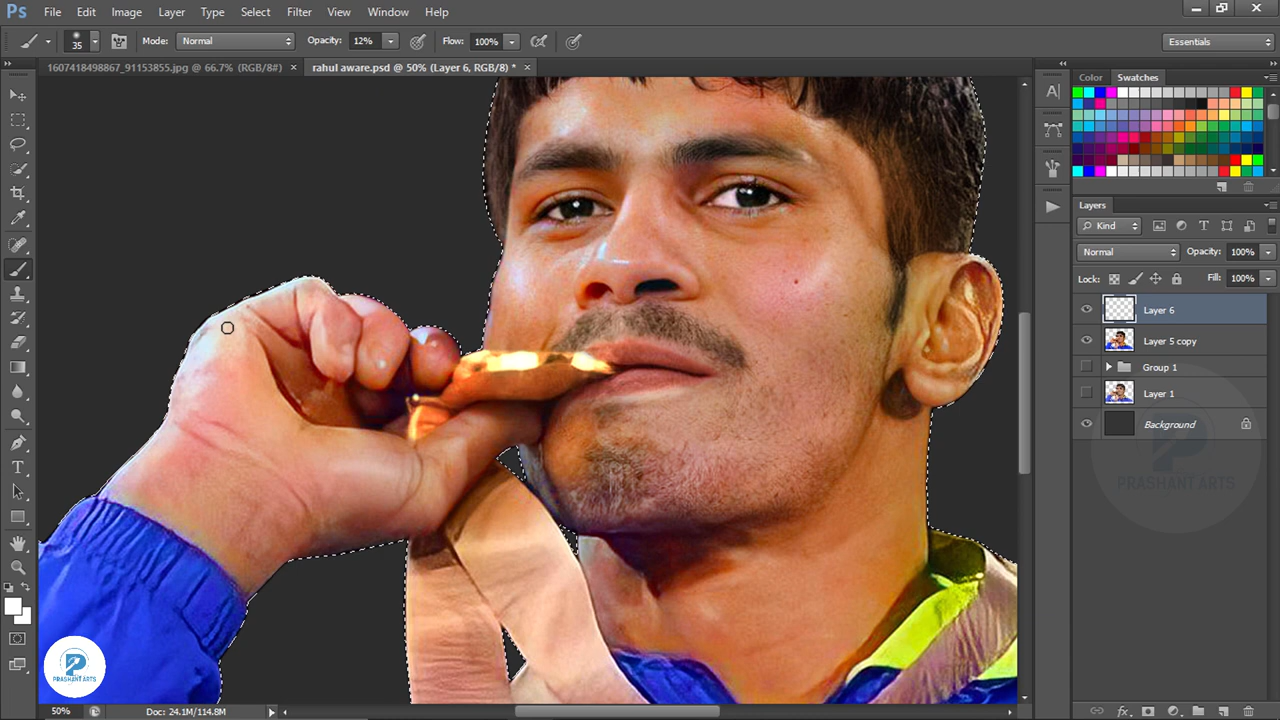 Ps File Edit Image Layer Type Select Filter View Window Help
35 Mode: Normal Opacity: 12% Flow: 100% Essentials
1607418498867_91153855.jpg @ 66.7% (RGB/8#) × rahul aware.psd @ 50% (Layer 6, RGB/8) * ×
Color Swatches
Layers
Kind
Normal Opacity: 100%
Lock: Fill: 100%
Layer 6
Layer 5 copy
Group 1
Layer 1
Background
PRASHANT ARTS
PRASHANT ARTS
50% Doc: 24.1M/114.8M